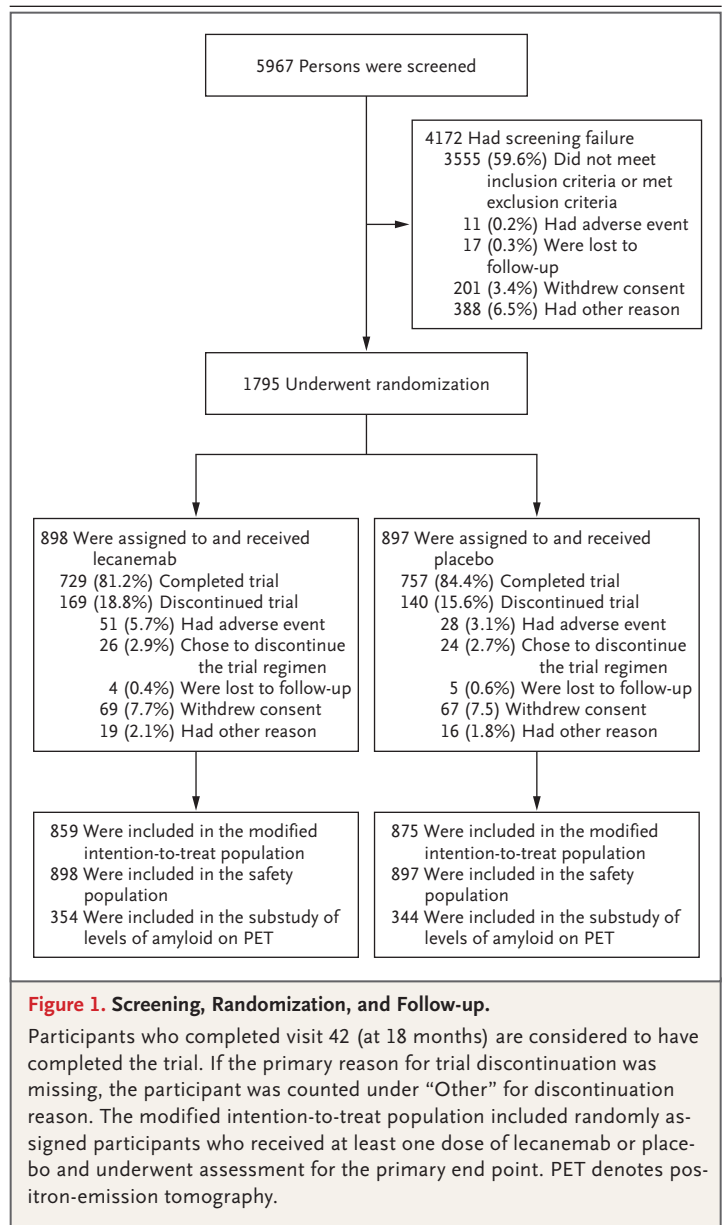 5967 Persons were screened
4172 Had screening failure
3555 (59.6%) Did not meet
inclusion criteria or met
exclusion criteria
11 (0.2%) Had adverse event
17 (0.3%) Were lost to
follow-up
201 (3.4%) Withdrew consent
388 (6.5%) Had other reason
1795 Underwent randomization
898 Were assigned to and received
lecanemab
729 (81.2%) Completed trial
169 (18.8%) Discontinued trial
51 (5.7%) Had adverse event
26 (2.9%) Chose to discontinue
the trial regimen
4 (0.4%) Were lost to follow-up
69 (7.7%) Withdrew consent
19 (2.1%) Had other reason
897 Were assigned to and received
placebo
757 (84.4%) Completed trial
140 (15.6%) Discontinued trial
28 (3.1%) Had adverse event
24 (2.7%) Chose to discontinue
the trial regimen
5 (0.6%) Were lost to follow-up
67 (7.5) Withdrew consent
16 (1.8%) Had other reason
859 Were included in the modified
intention-to-treat population
898 Were included in the safety
population
354 Were included in the substudy of
levels of amyloid on PET
875 Were included in the modified
intention-to-treat population
897 Were included in the safety
population
344 Were included in the substudy of
levels of amyloid on PET
Figure 1. Screening, Randomization, and Follow-up.
Participants who completed visit 42 (at 18 months) are considered to have
completed the trial. If the primary reason for trial discontinuation was
missing, the participant was counted under “Other” for discontinuation
reason. The modified intention-to-treat population included randomly as-
signed participants who received at least one dose of lecanemab or place-
bo and underwent assessment for the primary end point. PET denotes pos-
itron-emission tomography.